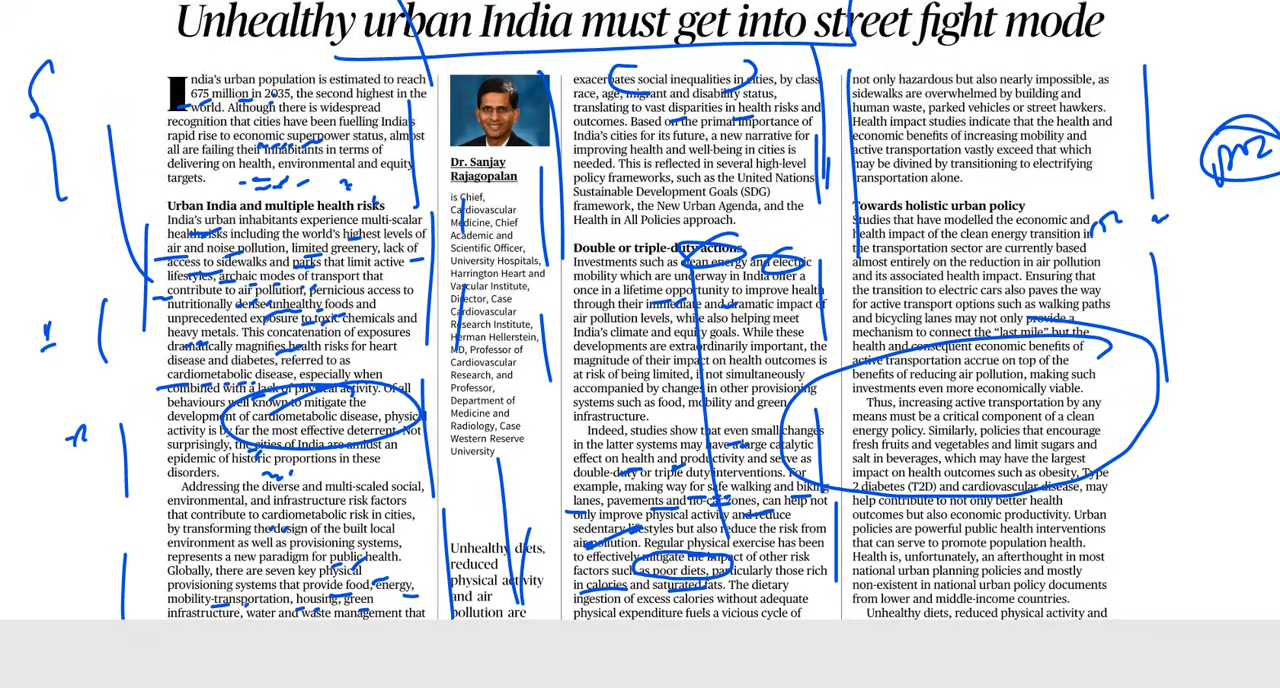 Unhealthy urban India must get into street fight mode
India's urban population is estimated to reach
675 million in 2035, the second highest in the
world. Although there is widespread
recognition that cities have been fuelling India's
rapid rise to economic superpower status, almost
all are failing their inhabitants in terms of
delivering on health, environmental and equity
targets.
Urban India and multiple health risks
India's urban inhabitants experience multi-scalar
health risks including the world's highest levels of
air and noise pollution, limited greenery, lack of
access to sidewalks and parks that limit active
lifestyles, archaic modes of transport that
contribute to air pollution, pernicious access to
nutritionally dense unhealthy foods and
unprecedented exposure to toxic chemicals and
heavy metals. This concatenation of exposures
dramatically magnifies health risks for heart
disease and diabetes, referred to as
cardiometabolic disease, especially when
combined with a lack of physical activity. Of all
behaviours well known to mitigate the
development of cardiometabolic disease, physical
activity is by far the most effective deterrent. Not
surprisingly, the cities of India are amidst an
epidemic of historic proportions in these
disorders.
Addressing the diverse and multi-scaled social,
environmental, and infrastructure risk factors
that contribute to cardiometabolic risk in cities,
by transforming the design of the built local
environment as well as provisioning systems,
represents a new paradigm for public health.
Globally, there are seven key physical
provisioning systems that provide food, energy,
mobility-transportation, housing, green
infrastructure, water and waste management that
Dr. Sanjay
Rajagopalan
is Chief,
Cardiovascular
Medicine, Chief
Academic and
Scientific Officer,
University Hospitals,
Harrington Heart and
Vascular Institute,
Director, Case
Cardiovascular
Research Institute,
Herman Hellerstein,
MD, Professor of
Cardiovascular
Research, and
Professor,
Department of
Medicine and
Radiology, Case
Western Reserve
University
Unhealthy diets,
reduced
physical activity
and air
pollution are
exacerbates social inequalities in cities, by class,
race, age, migrant and disability status,
translating to vast disparities in health risks and
outcomes. Based on the primal importance of
India's cities for its future, a new narrative for
improving health and well-being in cities is
needed. This is reflected in several high-level
policy frameworks, such as the United Nations
Sustainable Development Goals (SDG)
framework, the New Urban Agenda, and the
Health in All Policies approach.
Double or triple-duty actions
Investments such as clean energy and electric
mobility which are underway in India offer a
once in a lifetime opportunity to improve health
through their immediate and dramatic impact of
air pollution levels, while also helping meet
India's climate and equity goals. While these
developments are extraordinarily important, the
magnitude of their impact on health outcomes is
at risk of being limited, if not simultaneously
accompanied by changes in other provisioning
systems such as food, mobility and green
infrastructure.
Indeed, studies show that even small changes
in the latter systems may have a large catalytic
effect on health and productivity and serve as
double-duty or triple duty interventions. For
example, making way for safe walking and biking
lanes, pavements and no-car zones, can help not
only improve physical activity and reduce
sedentary lifestyles but also reduce the risk from
air pollution. Regular physical exercise has been
to effectively mitigate the impact of other risk
factors such as poor diets, particularly those rich
in calories and saturated fats. The dietary
ingestion of excess calories without adequate
physical expenditure fuels a vicious cycle of
not only hazardous but also nearly impossible, as
sidewalks are overwhelmed by building and
human waste, parked vehicles or street hawkers.
Health impact studies indicate that the health and
economic benefits of increasing mobility and
active transportation vastly exceed that which
may be divined by transitioning to electrifying
transportation alone.
Towards holistic urban policy
Studies that have modelled the economic and
health impact of the clean energy transition in
the transportation sector are currently based
almost entirely on the reduction in air pollution
and its associated health impact. Ensuring that
the transition to electric cars also paves the way
for active transport options such as walking paths
and bicycling lanes may not only provide a
mechanism to connect the "last mile" but the
health and consequent economic benefits of
active transportation accrue on top of the
benefits of reducing air pollution, making such
investments even more economically viable.
Thus, increasing active transportation by any
means must be a critical component of a clean
energy policy. Similarly, policies that encourage
fresh fruits and vegetables and limit sugars and
salt in beverages, which may have the largest
impact on health outcomes such as obesity, Type
2 diabetes (T2D) and cardiovascular disease, may
help contribute to not only better health
outcomes but also economic productivity. Urban
policies are powerful public health interventions
that can serve to promote population health.
Health is, unfortunately, an afterthought in most
national urban planning policies and mostly
non-existent in national urban policy documents
from lower and middle-income countries.
Unhealthy diets, reduced physical activity and